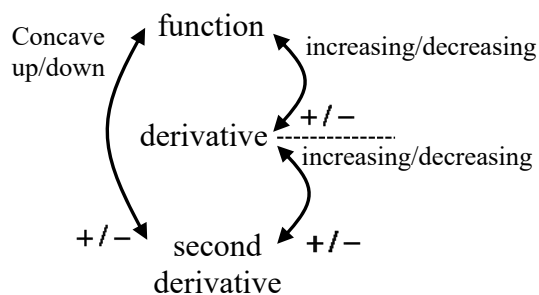 Concave
up/down
function
increasing/decreasing
+/−
derivative
increasing/decreasing
+/−
second
derivative
+/−